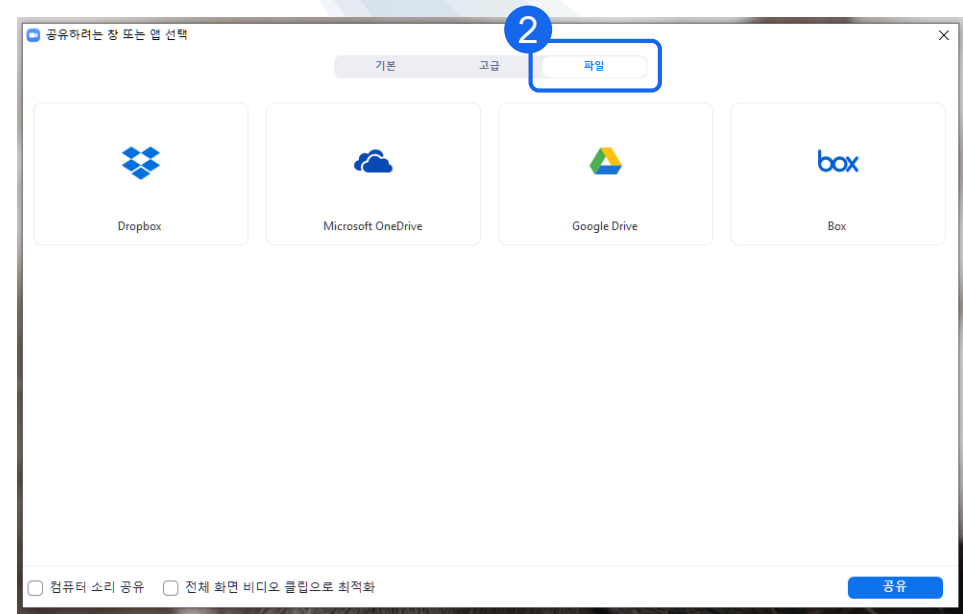 공유하려는 창 또는 앱 선택
2
기본 고급 파일
box
Dropbox Microsoft OneDrive Google Drive Box
컴퓨터 소리 공유 전체 화면 비디오 클립으로 최적화 공유